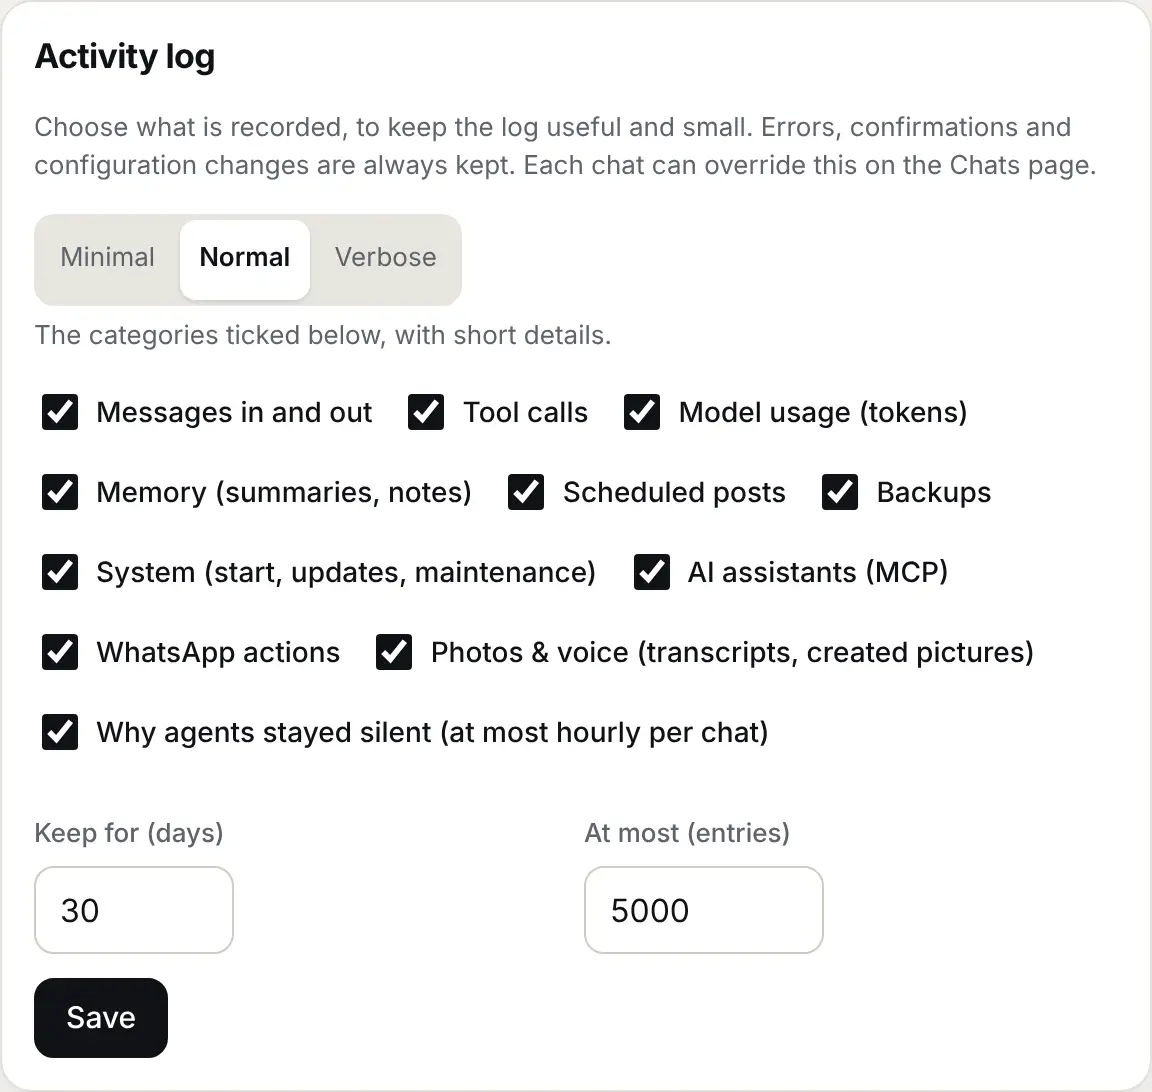 Activity log
Choose what is recorded, to keep the log useful and small. Errors, confirmations and
configuration changes are always kept. Each chat can override this on the Chats page.
Minimal Normal Verbose
The categories ticked below, with short details.
Messages in and out Tool calls Model usage (tokens)
Memory (summaries, notes) Scheduled posts Backups
System (start, updates, maintenance) AI assistants (MCP)
WhatsApp actions Photos & voice (transcripts, created pictures)
Why agents stayed silent (at most hourly per chat)
Keep for (days) At most (entries)
30 5000
Save